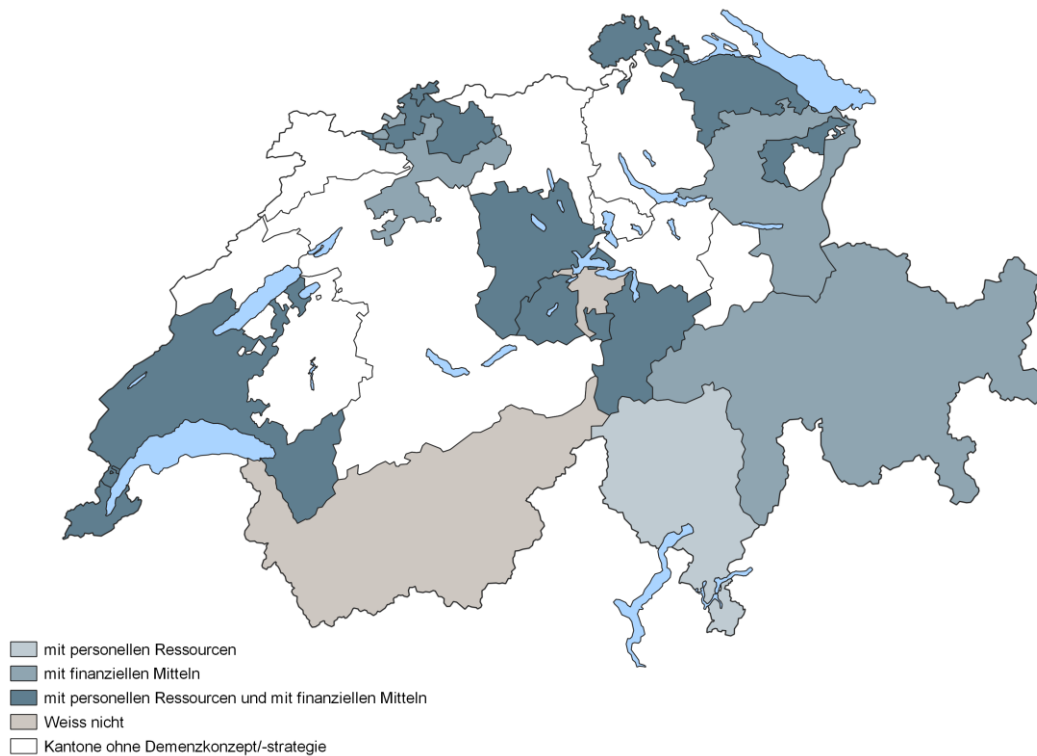 mit personellen Ressourcen
mit finanziellen Mitteln
mit personellen Ressourcen und mit finanziellen Mitteln
Weiss nicht
Kantone ohne Demenzkonzept/-strategie